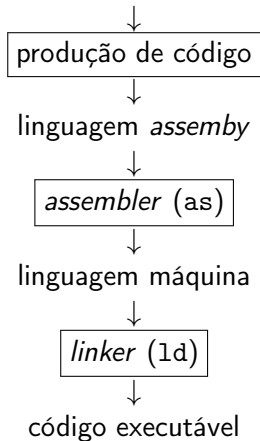 produção de código
linguagem assemby
assembler (as)
linguagem máquina
linker (ld)
código executável